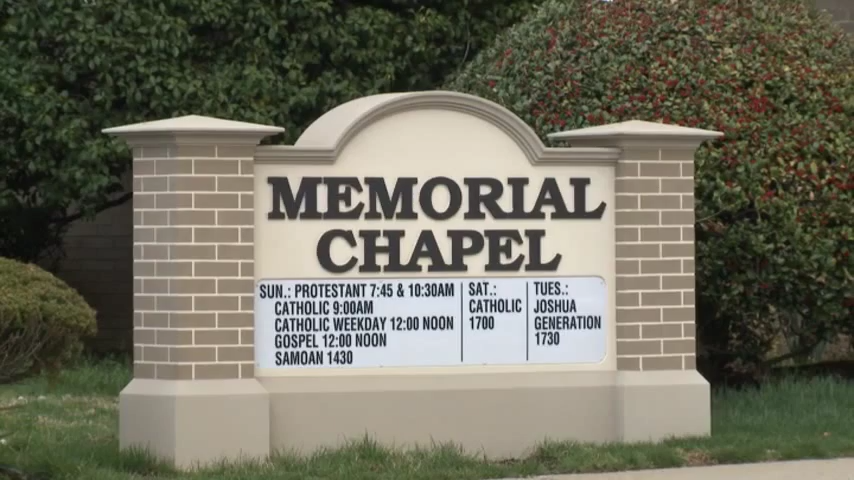 MEMORIAL
CHAPEL
SUN.: PROTESTANT 7:45 & 10:30AM
CATHOLIC 9:00AM
CATHOLIC WEEKDAY 12:00 NOON
GOSPEL 12:00 NOON
SAMOAN 1430
SAT.:
CATHOLIC
1700
TUES.:
JOSHUA
GENERATION
1730